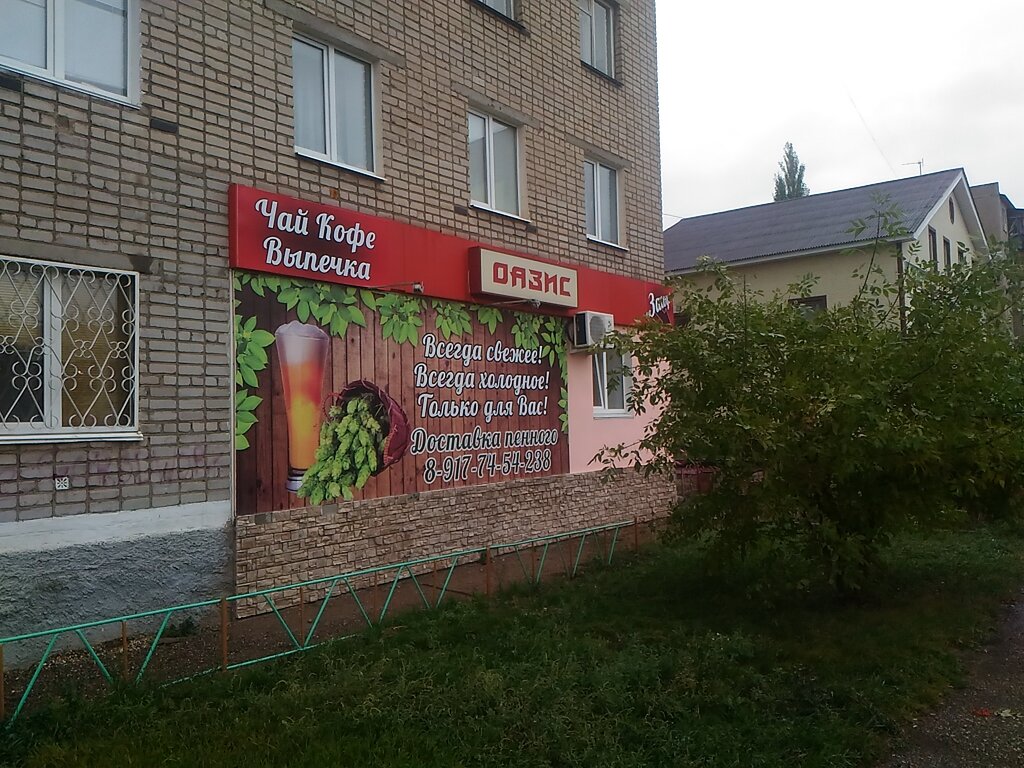 Чай Кофе
Выпечка
ОАЗИС
Всегда свежее!
Всегда холодное!
Только для Вас!
Доставка пенного
8-917-74-54-238